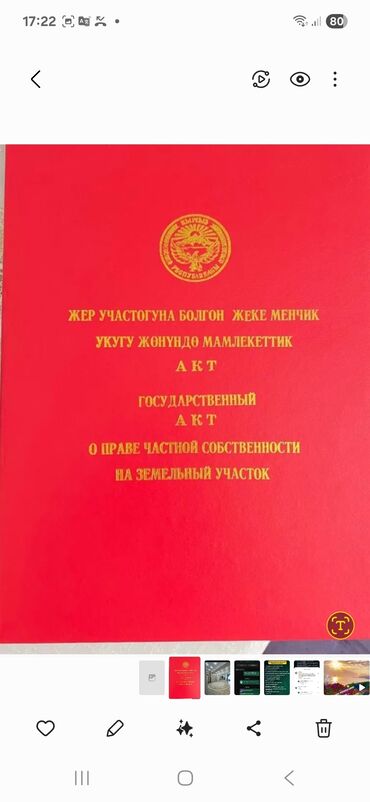 17:22
80
КЫРГЫЗ
РЕСПУБЛИКАСЫ
ЖЕР УЧАСТОГУНА БОЛГОН ЖЕКЕ МЕНЧИК
УКУГУ ЖӨНҮНДӨ МАМЛЕКЕТТИК
АКТ
ГОСУДАРСТВЕННЫЙ
АКТ
О ПРАВЕ ЧАСТНОЙ СОБСТВЕННОСТИ
НА ЗЕМЕЛЬНЫЙ УЧАСТОК
T